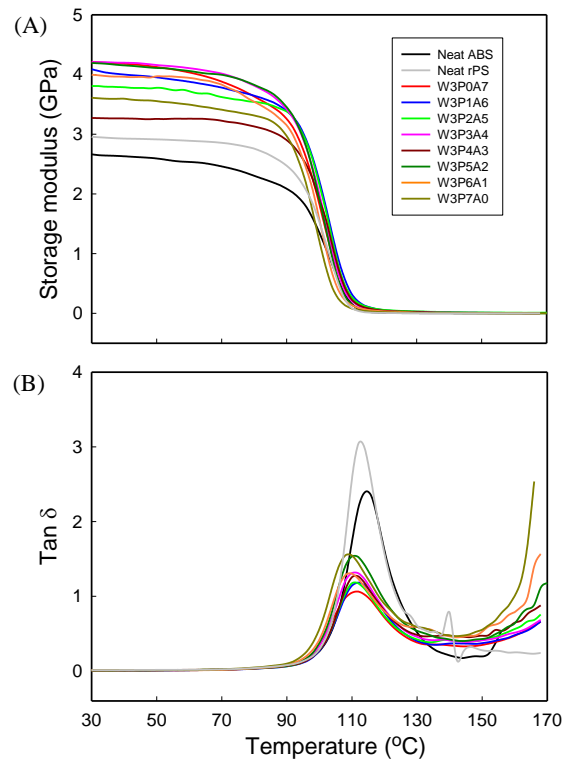 (A)
Storage modulus (GPa)
5
4
3
2
1
0
Neat ABS
Neat rPS
W3P0A7
W3P1A6
W3P2A5
W3P3A4
W3P4A3
W3P5A2
W3P6A1
W3P7A0
(B)
Tan δ
4
3
2
1
0
30 50 70 90 110 130 150 170
Temperature (ºC)